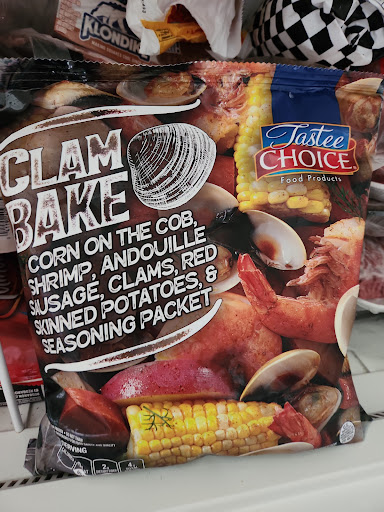 KLONDIKE
CLAM
BAKE
CORN ON THE COB,
SHRIMP, ANDOUILLE
SAUSAGE, CLAMS, RED
SKINNED POTATOES, &
SEASONING PACKET
Tastee
CHOICE
Food Products